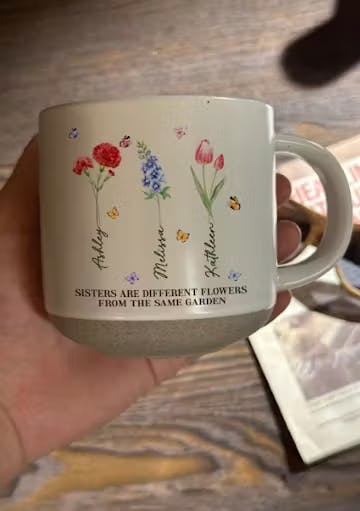 Ashley
Melissa
Kathleen
SISTERS ARE DIFFERENT FLOWERS
FROM THE SAME GARDEN